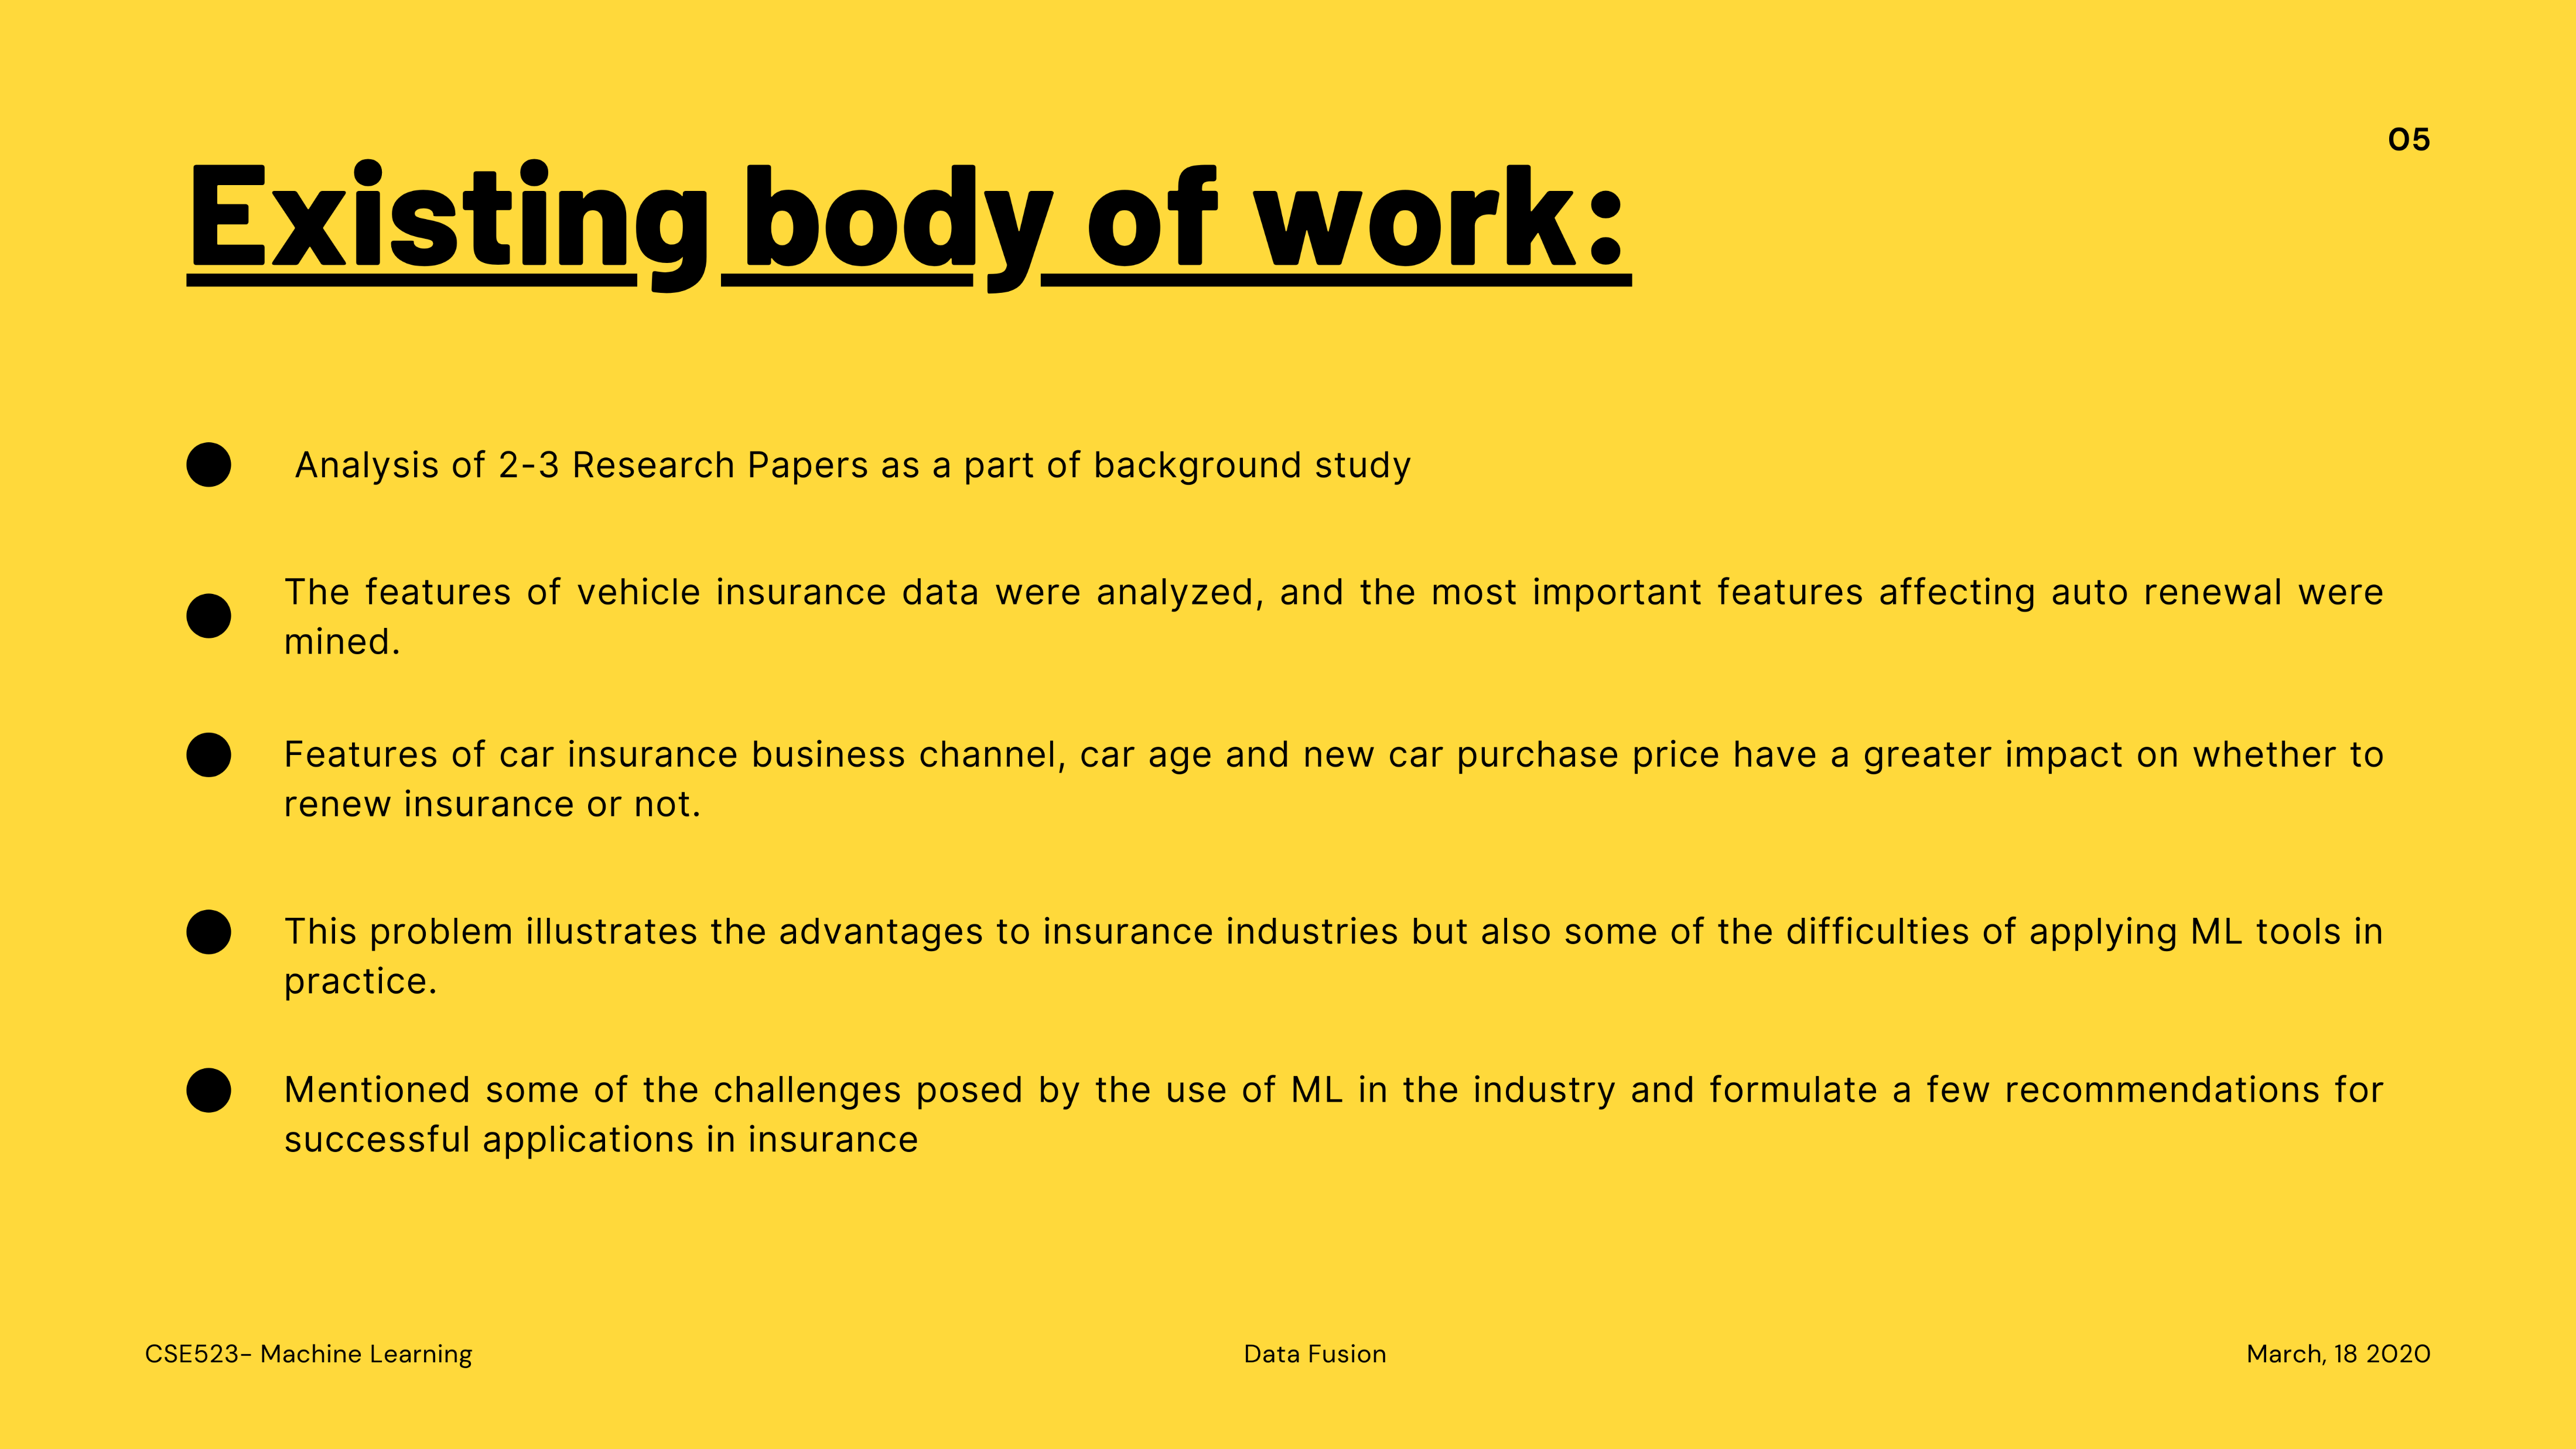 05
Existing body of work:
Analysis of 2-3 Research Papers as a part of background study
The features of vehicle insurance data were analyzed, and the most important features affecting auto renewal were
mined.
Features of car insurance business channel, car age and new car purchase price have a greater impact on whether to
renew insurance or not.
This problem illustrates the advantages to insurance industries but also some of the difficulties of applying ML tools in
practice.
Mentioned some of the challenges posed by the use of ML in the industry and formulate a few recommendations for
successful applications in insurance
CSE523- Machine Learning
Data Fusion
March, 18 2020